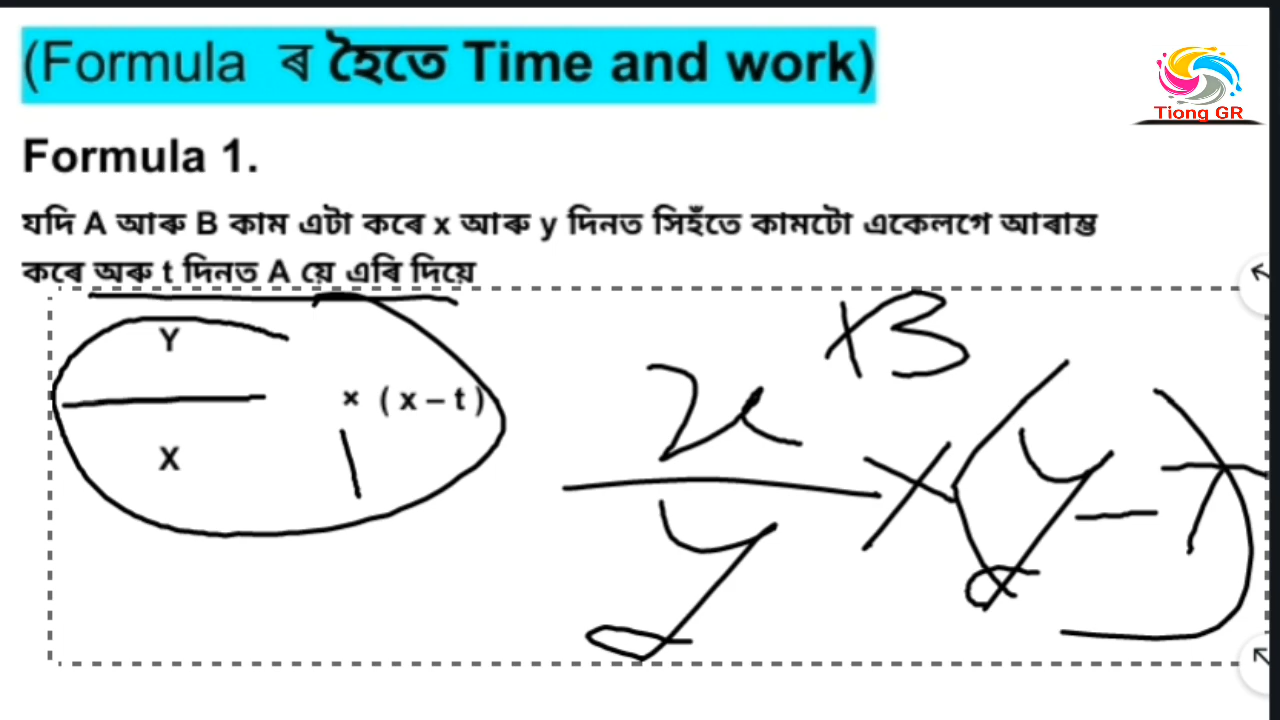 (Formula ৰ হৈতে Time and work)
Tiong GR
Formula 1.
যদি A আৰু B কাম এটা কৰে x আৰু y দিনত সিহঁতে কামটো একেলগে আৰাম্ভ
কৰে অৰু t দিনত A য়ে এৰি দিয়ে
Y
× ( x – t )
X
x
y
×
(y-
)